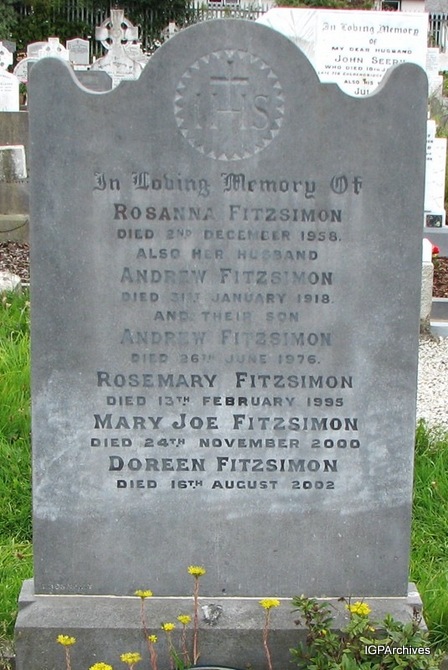 IHS
In Loving Memory Of
ROSANNA FITZSIMON
DIED 2ND DECEMBER 1958.
ALSO HER HUSBAND
ANDREW FITZSIMON
DIED 31ST JANUARY 1918.
AND THEIR SON
ANDREW FITZSIMON
DIED 26TH JUNE 1976.
ROSEMARY FITZSIMON
DIED 13TH FEBRUARY 1995
MARY JOE FITZSIMON
DIED 24TH NOVEMBER 2000
DOREEN FITZSIMON
DIED 16TH AUGUST 2002
In Loving Memory
OF
MY DEAR HUSBAND
JOHN
WHO DIED
ALSO
IGPArchives